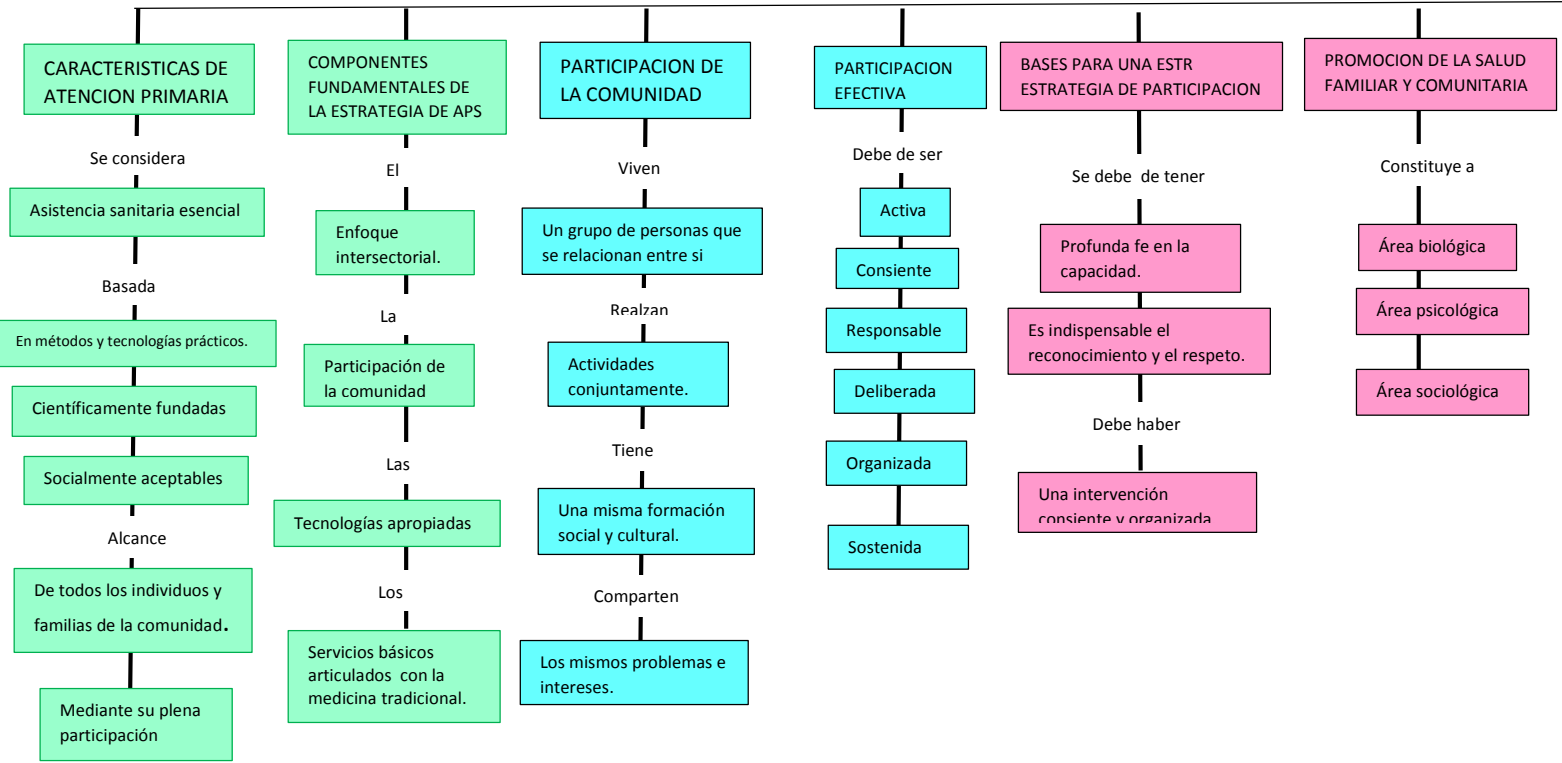 CARACTERISTICAS DE
ATENCION PRIMARIA
Se considera
Asistencia sanitaria esencial
Basada
En métodos y tecnologías prácticos.
Científicamente fundadas
Socialmente aceptables
Alcance
De todos los individuos y
familias de la comunidad.
Mediante su plena
participación
COMPONENTES
FUNDAMENTALES DE
LA ESTRATEGIA DE APS
El
Enfoque
intersectorial.
La
Participación de
la comunidad
Las
Tecnologías apropiadas
Los
Servicios básicos
articulados con la
medicina tradicional.
PARTICIPACION DE
LA COMUNIDAD
Viven
Un grupo de personas que
se relacionan entre si
Realzan
Actividades
conjuntamente.
Tiene
Una misma formación
social y cultural.
Comparten
Los mismos problemas e
intereses.
PARTICIPACION
EFECTIVA
Debe de ser
Activa
Consiente
Responsable
Deliberada
Organizada
Sostenida
BASES PARA UNA ESTR
ESTRATEGIA DE PARTICIPACION
Se debe de tener
Profunda fe en la
capacidad.
Es indispensable el
reconocimiento y el respeto.
Debe haber
Una intervención
consiente y organizada
PROMOCION DE LA SALUD
FAMILIAR Y COMUNITARIA
Constituye a
Área biológica
Área psicológica
Área sociológica